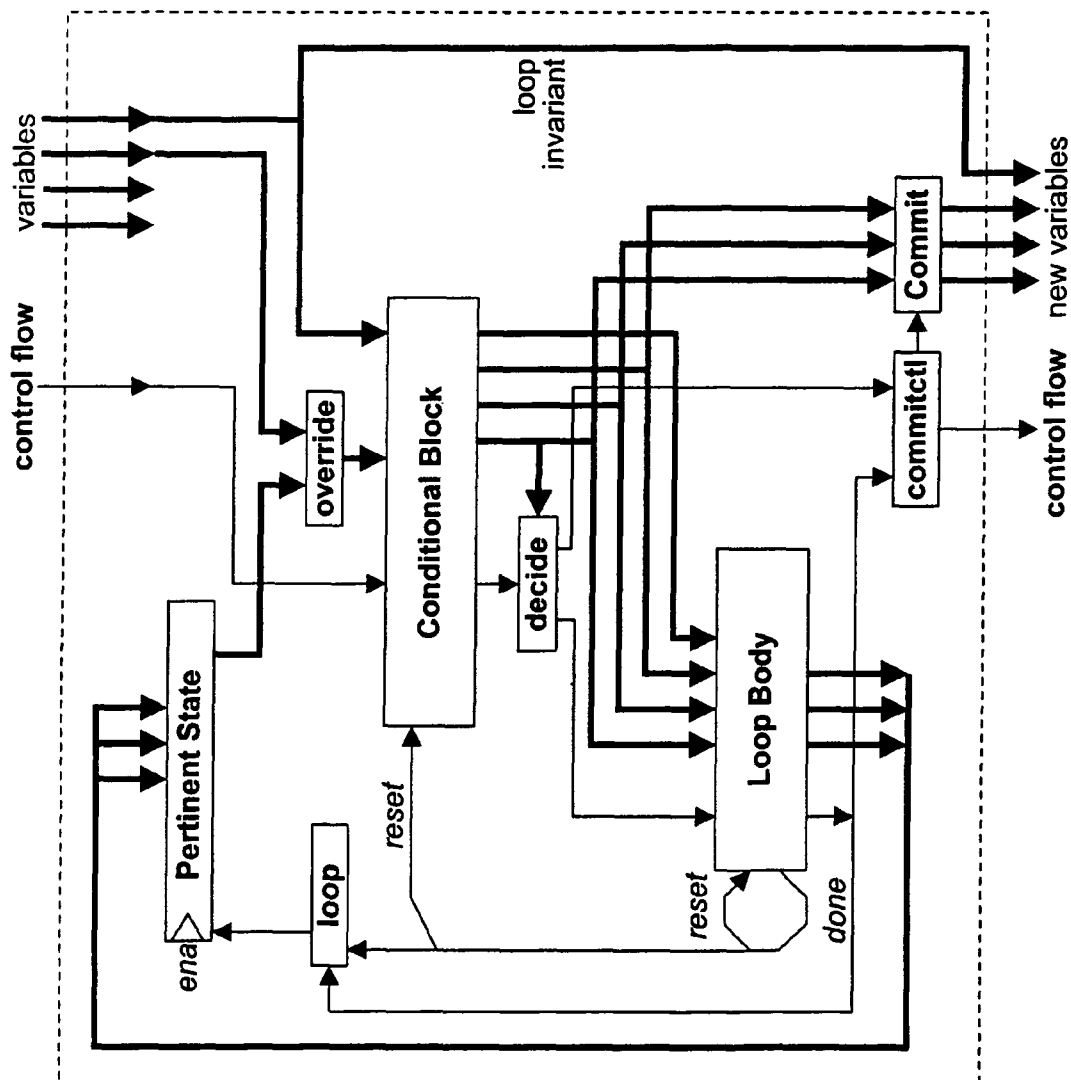 variables
control flow
loop
invariant
override
Conditional Block
Pertinent State
ena
loop
reset
decide
Loop Body
reset
done
Commit
commitctl
new variables
control flow